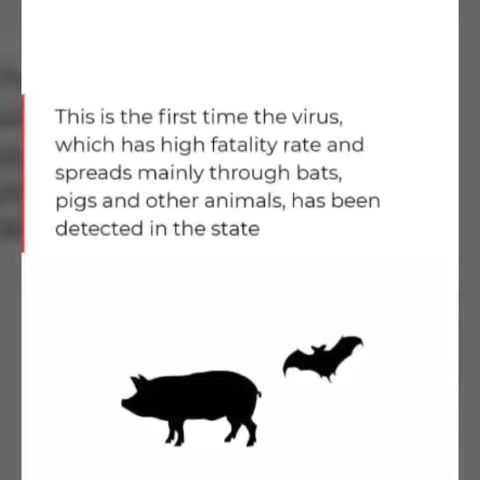 This is the first time the virus,
which has high fatality rate and
spreads mainly through bats,
pigs and other animals, has been
detected in the state